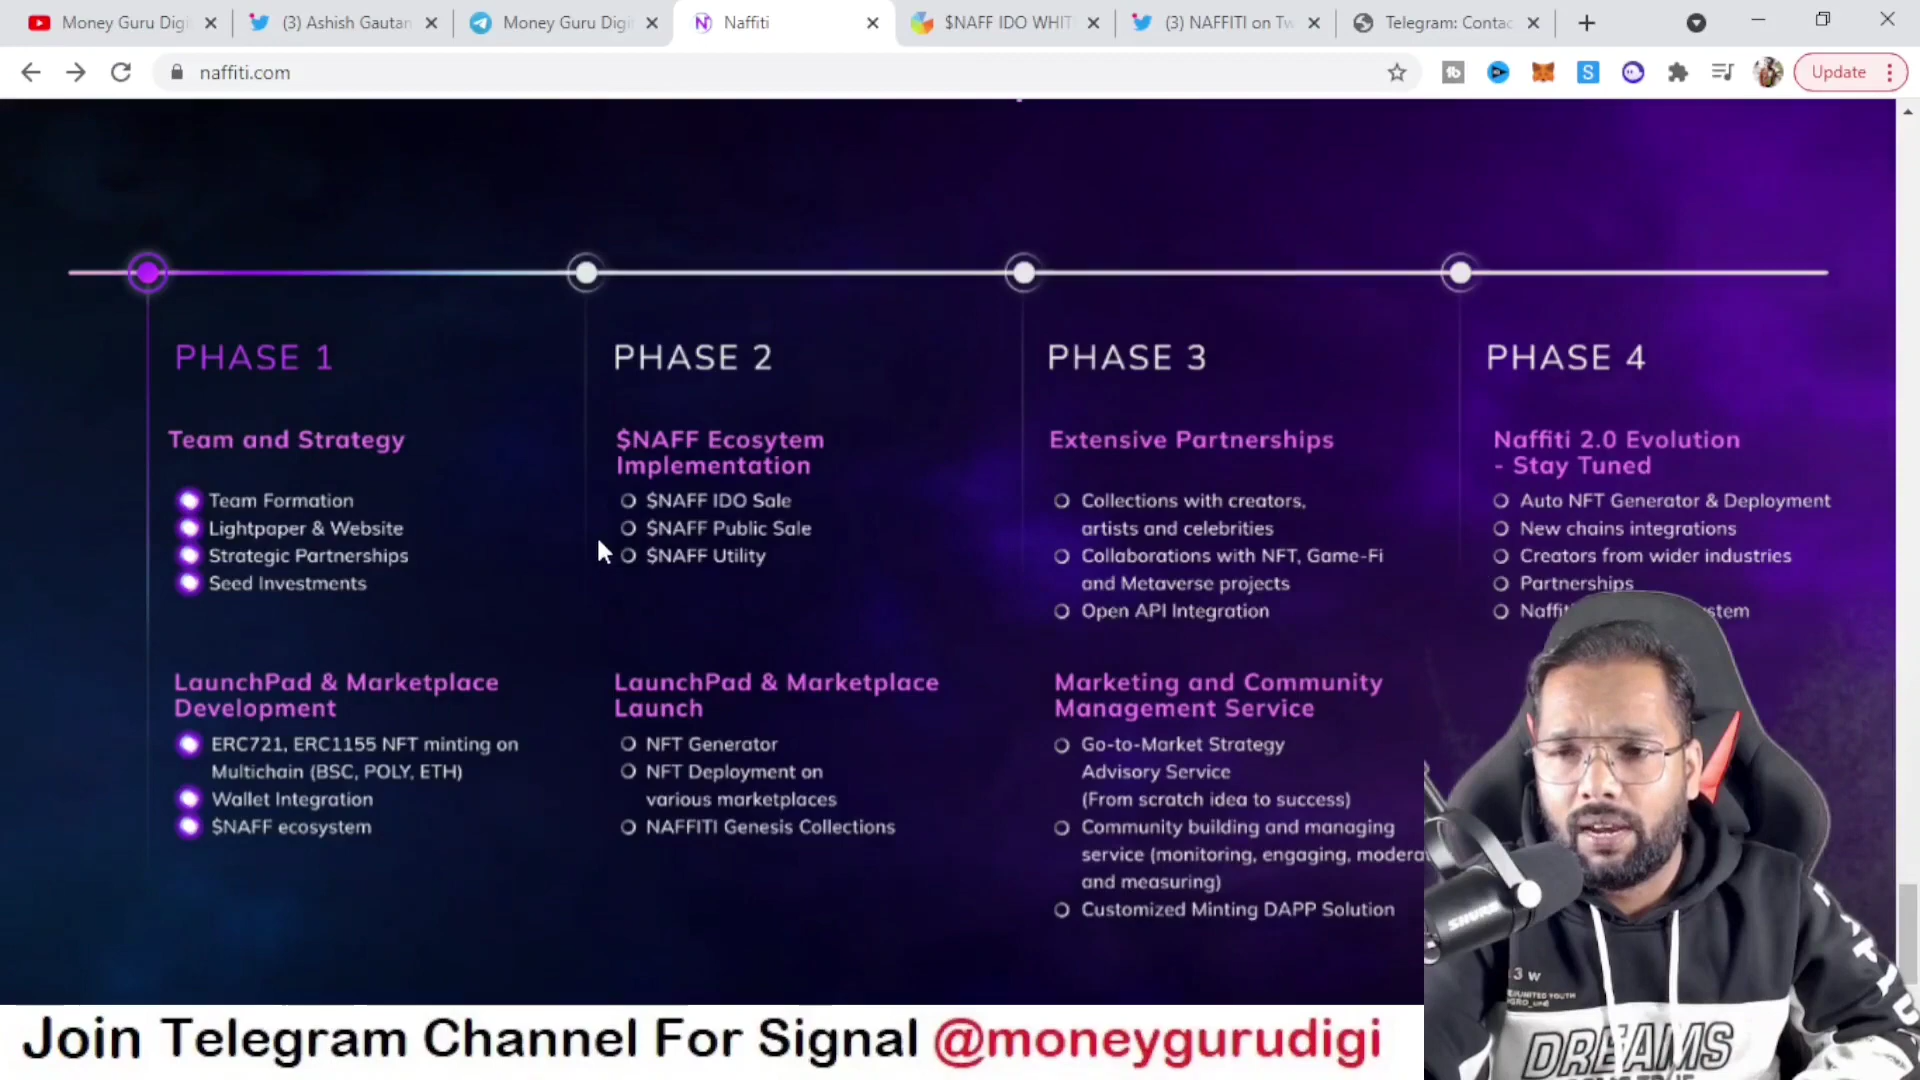 Money Guru Digi
(3) Ashish Gautan
Money Guru Digi
Naffiti
$NAFF IDO WHIT
(3) NAFFITI on Tw
Telegram: Contac
naffiti.com
Update
PHASE 1
Team and Strategy
Team Formation
Lightpaper & Website
Strategic Partnerships
Seed Investments
LaunchPad & Marketplace
Development
ERC721, ERC1155 NFT minting on
Multichain (BSC, POLY, ETH)
Wallet Integration
$NAFF ecosystem
PHASE 2
$NAFF Ecosytem
Implementation
$NAFF IDO Sale
$NAFF Public Sale
$NAFF Utility
LaunchPad & Marketplace
Launch
NFT Generator
NFT Deployment on
various marketplaces
NAFFITI Genesis Collections
PHASE 3
Extensive Partnerships
Collections with creators,
artists and celebrities
Collaborations with NFT, Game-Fi
and Metaverse projects
Open API Integration
Marketing and Community
Management Service
Go-to-Market Strategy
Advisory Service
(From scratch idea to success)
Community building and managing
service (monitoring, engaging, modera
and measuring)
Customized Minting DAPP Solution
PHASE 4
Naffiti 2.0 Evolution
- Stay Tuned
Auto NFT Generator & Deployment
New chains integrations
Creators from wider industries
Partnerships
SHURE
DREAMS
Join Telegram Channel For Signal @moneygurudigi